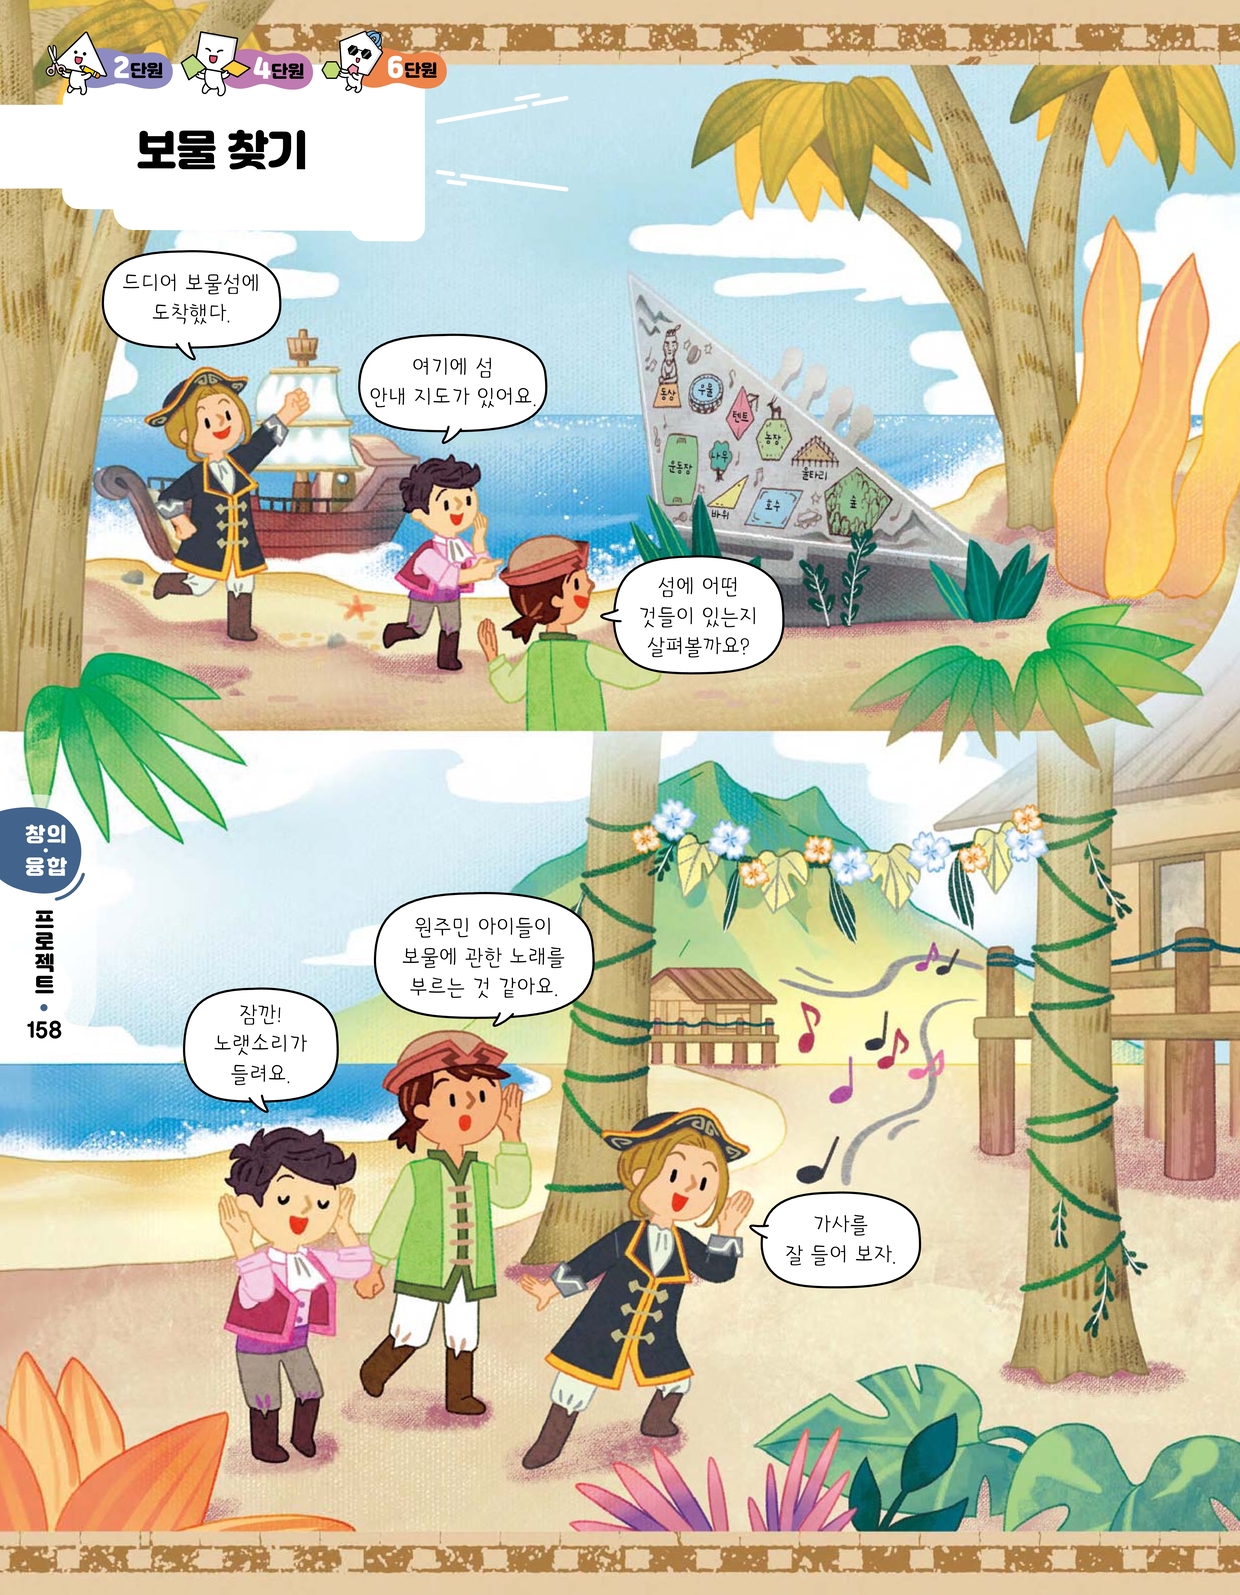 2단원
4단원
6단원
보물 찾기
드디어 보물섬에
도착했다.
여기에 섬
안내 지도가 있어요.
동상
우물
텐트
농장
운동장
나무
울타리
바위
호수
숲
섬에 어떤
것들이 있는지
살펴볼까요?
창의
·
융합
프로젝트
•
158
원주민 아이들이
보물에 관한 노래를
부르는 것 같아요.
잠깐!
노랫소리가
들려요.
가사를
잘 들어 보자.